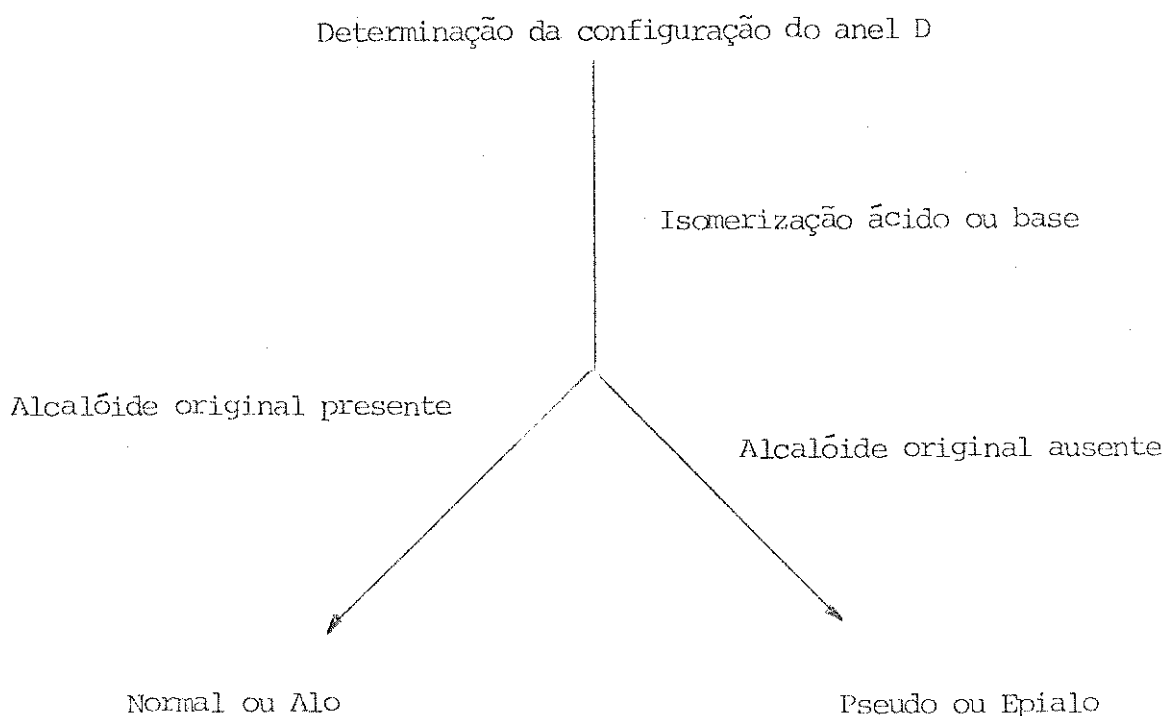 Determinação da configuração do anel D
Isomerização ácido ou base
Alcalóide original presente
Alcalóide original ausente
Normal ou Alo
Pseudo ou Epialo